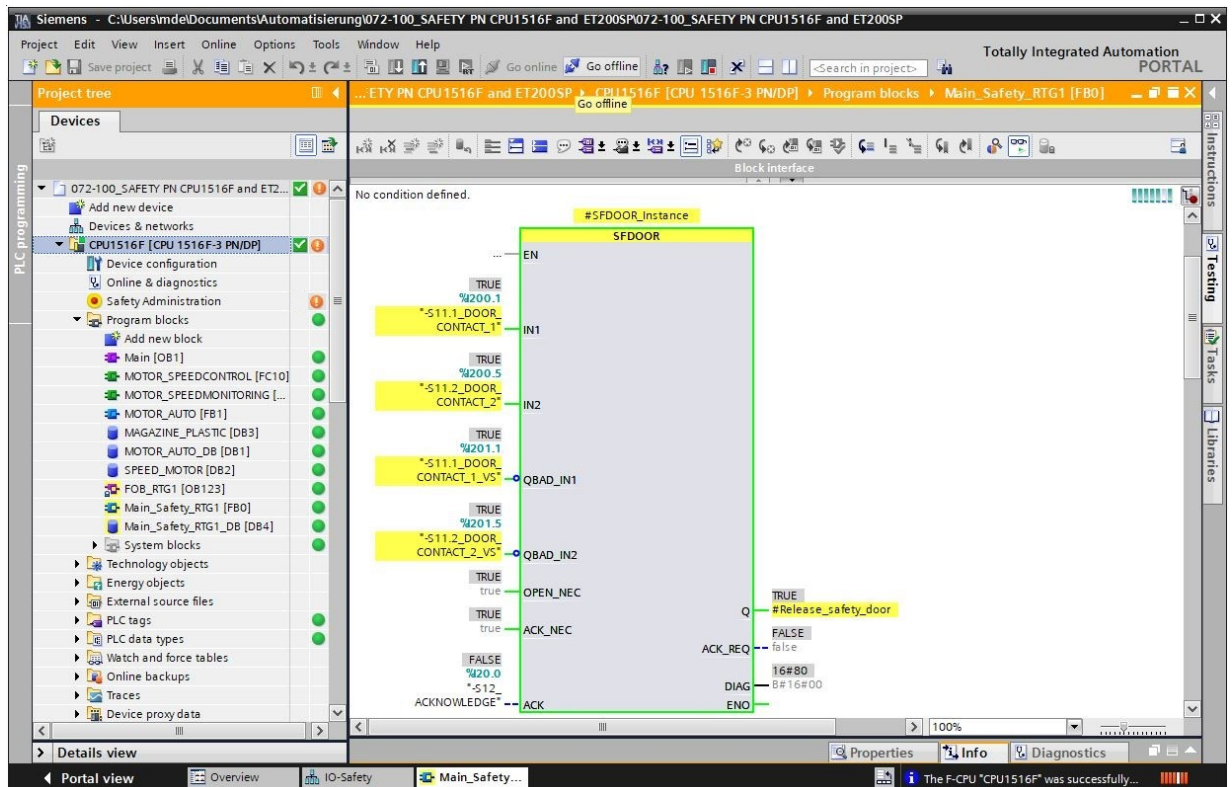 Siemens - C:\Users\mde\Documents\Automatisierung\072-100_SAFETY PN CPU1516F and ET200SP\072-100_SAFETY PN CPU1516F and ET200SP
Project Edit View Insert Online Options Tools Window Help
Totally Integrated Automation
PORTAL
Save project Go online Go offline <Search in project>
Project tree
...ETY PN CPU1516F and ET200SP CPU1516F [CPU 1516F-3 PN/DP] Program blocks Main_Safety_RTG1 [FB0]
Go offline
Devices
Block interface
PLC programming
Instructions
Testing
Tasks
Libraries
072-100_SAFETY PN CPU1516F and ET2...
Add new device
Devices & networks
CPU1516F [CPU 1516F-3 PN/DP]
Device configuration
Online & diagnostics
Safety Administration
Program blocks
Add new block
Main [OB1]
MOTOR_SPEEDCONTROL [FC10]
MOTOR_SPEEDMONITORING [...
MOTOR_AUTO [FB1]
MAGAZINE_PLASTIC [DB3]
MOTOR_AUTO_DB [DB1]
SPEED_MOTOR [DB2]
FOB_RTG1 [OB123]
Main_Safety_RTG1 [FB0]
Main_Safety_RTG1_DB [DB4]
System blocks
Technology objects
Energy objects
External source files
PLC tags
PLC data types
Watch and force tables
Online backups
Traces
Device proxy data
No condition defined.
#SFDOOR_Instance
SFDOOR
... EN
TRUE
%I200.1
"-S11.1_DOOR_
CONTACT_1" IN1
TRUE
%I200.5
"-S11.2_DOOR_
CONTACT_2" IN2
TRUE
%I201.1
"-S11.1_DOOR_
CONTACT_1_VS" QBAD_IN1
TRUE
%I201.5
"-S11.2_DOOR_
CONTACT_2_VS" QBAD_IN2
TRUE
true OPEN_NEC
TRUE
true ACK_NEC
FALSE
%I20.0
"-S12_
ACKNOWLEDGE" ACK
TRUE
Q #Release_safety_door
FALSE
ACK_REQ false
16#80
DIAG B#16#00
ENO
100%
Details view
Properties Info Diagnostics
Portal view Overview IO-Safety Main_Safety... The F-CPU "CPU1516F" was successfully...